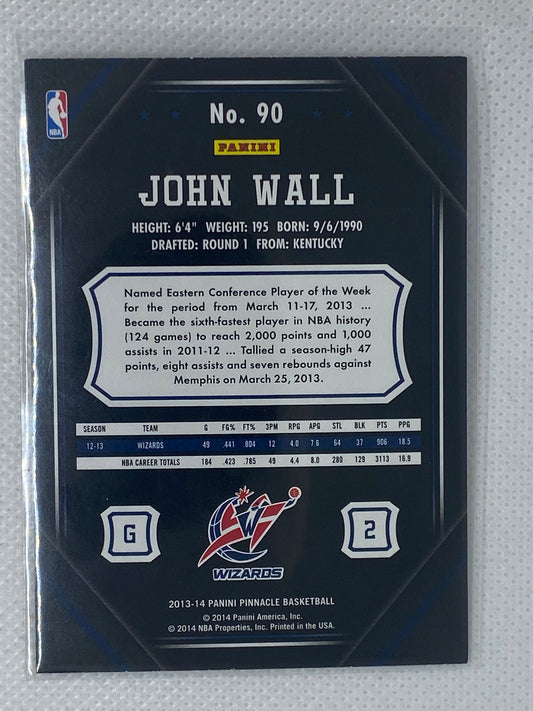 No. 90
NBA
PANINI
JOHN WALL
HEIGHT: 6'4" WEIGHT: 195 BORN: 9/6/1990
DRAFTED: ROUND 1 FROM: KENTUCKY
Named Eastern Conference Player of the Week
for the period from March 11-17, 2013 ...
Became the sixth-fastest player in NBA history
(124 games) to reach 2,000 points and 1,000
assists in 2011-12 ... Tallied a season-high 47
points, eight assists and seven rebounds against
Memphis on March 25, 2013.
SEASON TEAM G FG% FT% 3PM RPG APG STL BLK PTS PPG
12-13 WIZARDS 49 .441 .804 12 4.0 7.6 64 37 906 18.5
NBA CAREER TOTALS 184 .423 .785 49 4.4 8.0 280 129 3113 16.9
G
W
2
WIZARDS
2013-14 PANINI PINNACLE BASKETBALL
© 2014 Panini America, Inc.
© 2014 NBA Properties, Inc. Printed in the USA.